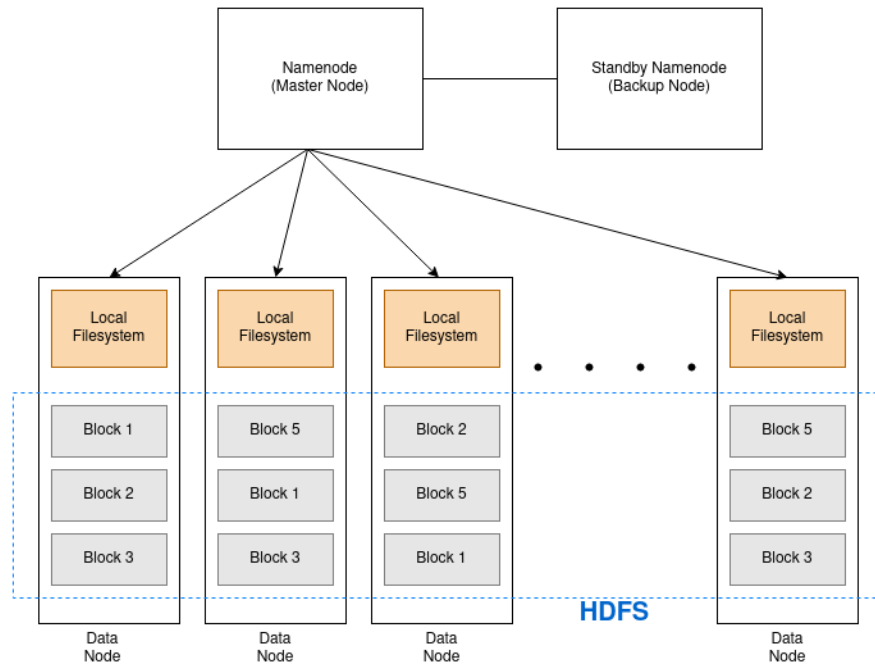 Namenode
(Master Node)
Standby Namenode
(Backup Node)
Local
Filesystem
Local
Filesystem
Local
Filesystem
Local
Filesystem
Block 1
Block 5
Block 2
Block 5
Block 2
Block 1
Block 5
Block 2
Block 3
Block 3
Block 1
Block 3
HDFS
Data
Node
Data
Node
Data
Node
Data
Node